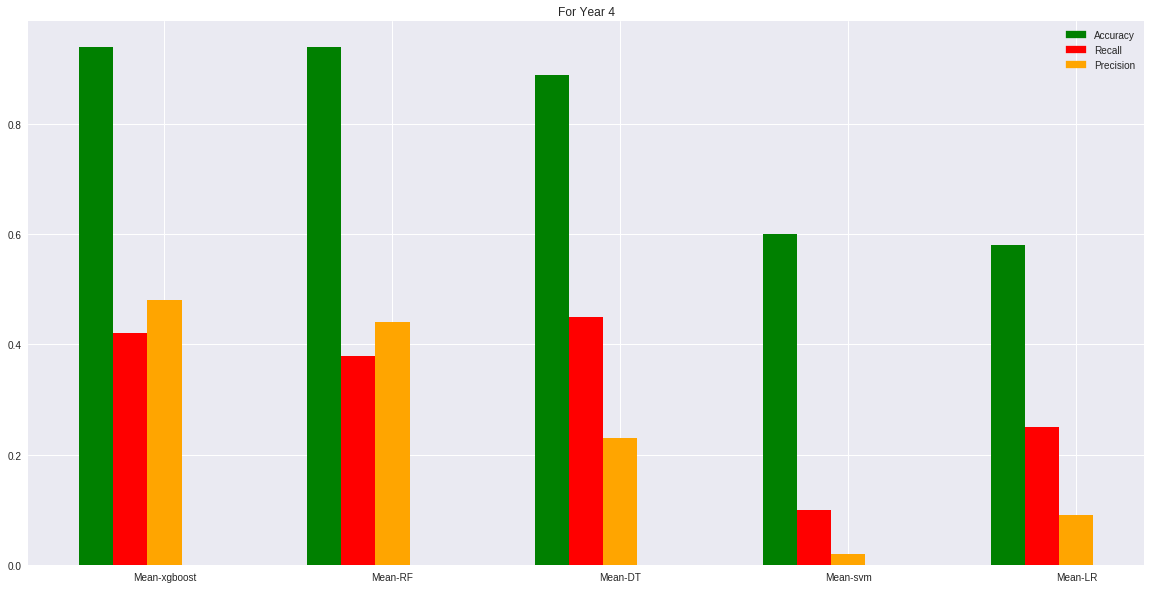 For Year 4
Accuracy
Recall
Precision
0.8
0.6
0.4
0.2
0.0
Mean-xgboost Mean-RF Mean-DT Mean-svm Mean-LR